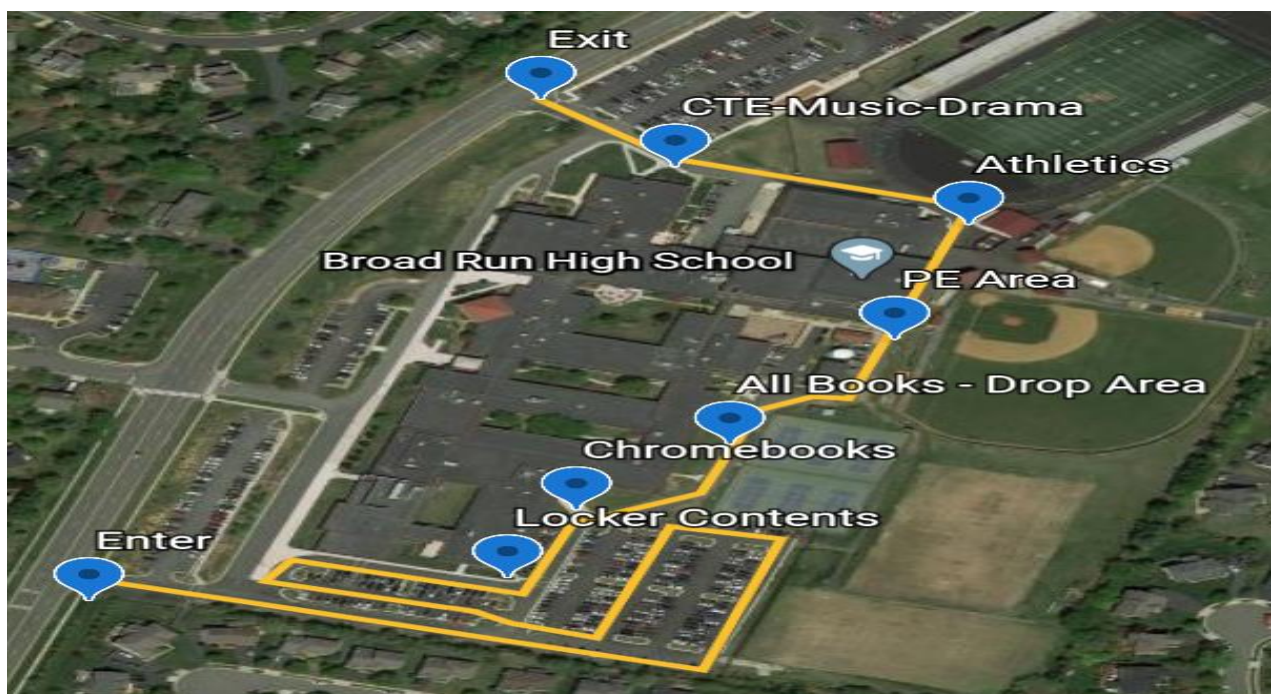 Exit
CTE-Music-Drama
Athletics
Broad Run High School
PE Area
All Books - Drop Area
Chromebooks
Locker Contents
Enter